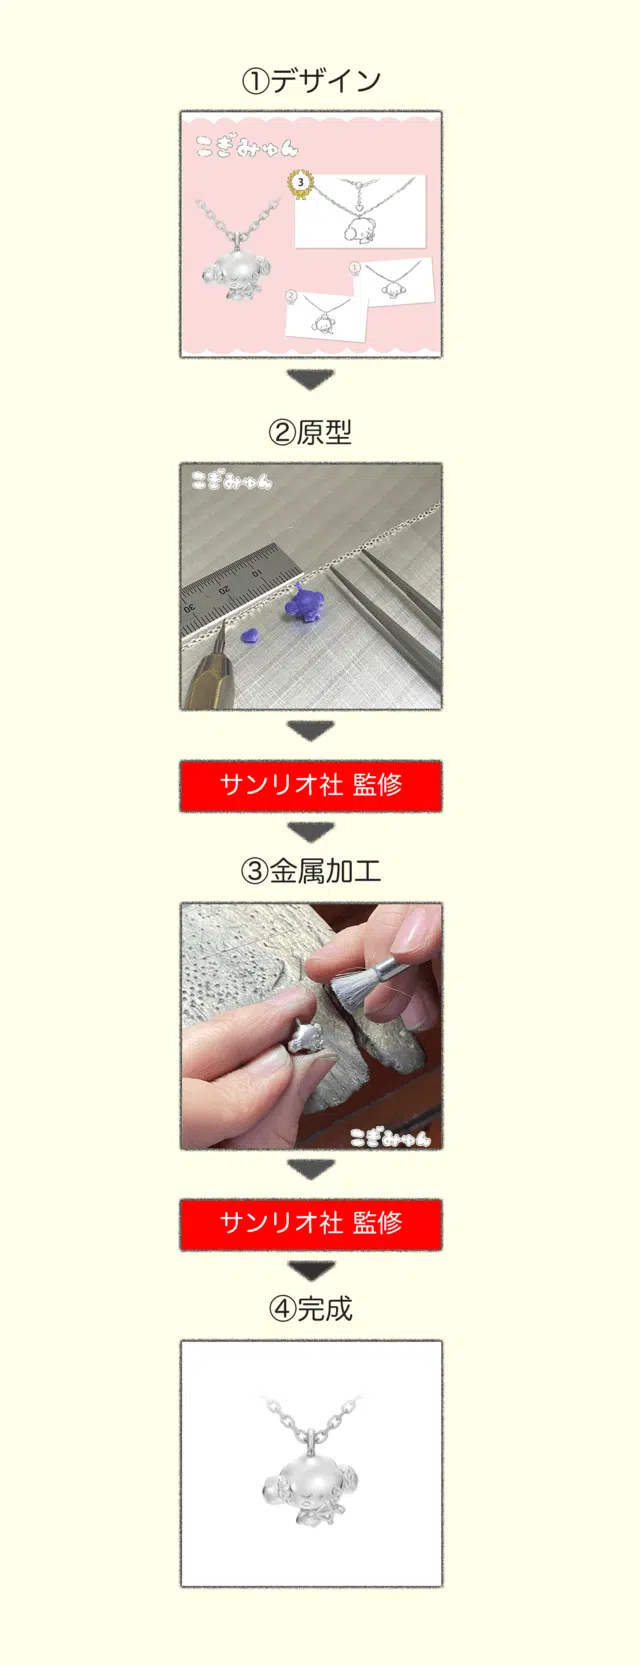 ①デザイン
こぎみゅん
3
1
2
②原型
こぎみゅん
10
20
30
サンリオ社 監修
③金属加工
こぎみゅん
サンリオ社 監修
④完成